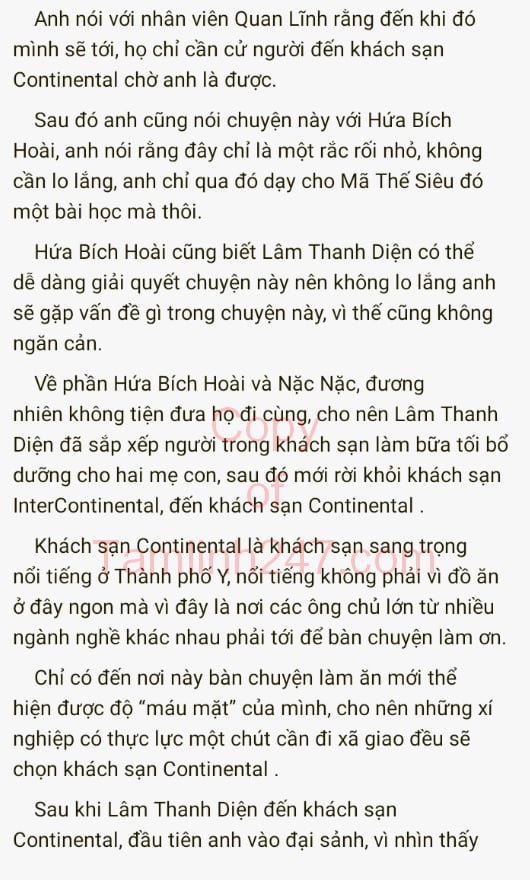 Anh nói với nhân viên Quan Lĩnh rằng đến khi đó
mình sẽ tới, họ chỉ cần cử người đến khách sạn
Continental chờ anh là được.
Sau đó anh cũng nói chuyện này với Hứa Bích
Hoài, anh nói rằng đây chỉ là một rắc rối nhỏ, không
cần lo lắng, anh chỉ qua đó dạy cho Mã Thế Siêu đó
một bài học mà thôi.
Hứa Bích Hoài cũng biết Lâm Thanh Diện có thể
dễ dàng giải quyết chuyện này nên không lo lắng anh
sẽ gặp vấn đề gì trong chuyện này, vì thế cũng không
ngăn cản.
Về phần Hứa Bích Hoài và Nặc Nặc, đương
nhiên không tiện đưa họ đi cùng, cho nên Lâm Thanh
Diện đã sắp xếp người trong khách sạn làm bữa tối bổ
dưỡng cho hai mẹ con, sau đó mới rời khỏi khách sạn
InterContinental, đến khách sạn Continental .
Khách sạn Continental là khách sạn sang trọng
nổi tiếng ở Thành phố Y, nổi tiếng không phải vì đồ ăn
ở đây ngon mà vì đây là nơi các ông chủ lớn từ nhiều
ngành nghề khác nhau phải tới để bàn chuyện làm ơn.
Chỉ có đến nơi này bàn chuyện làm ăn mới thể
hiện được độ “máu mặt” của mình, cho nên những xí
nghiệp có thực lực một chút cần đi xã giao đều sẽ
chọn khách sạn Continental .
Sau khi Lâm Thanh Diện đến khách sạn
Continental, đầu tiên anh vào đại sảnh, vì nhìn thấy
Copy
of
Tamlinh247.com